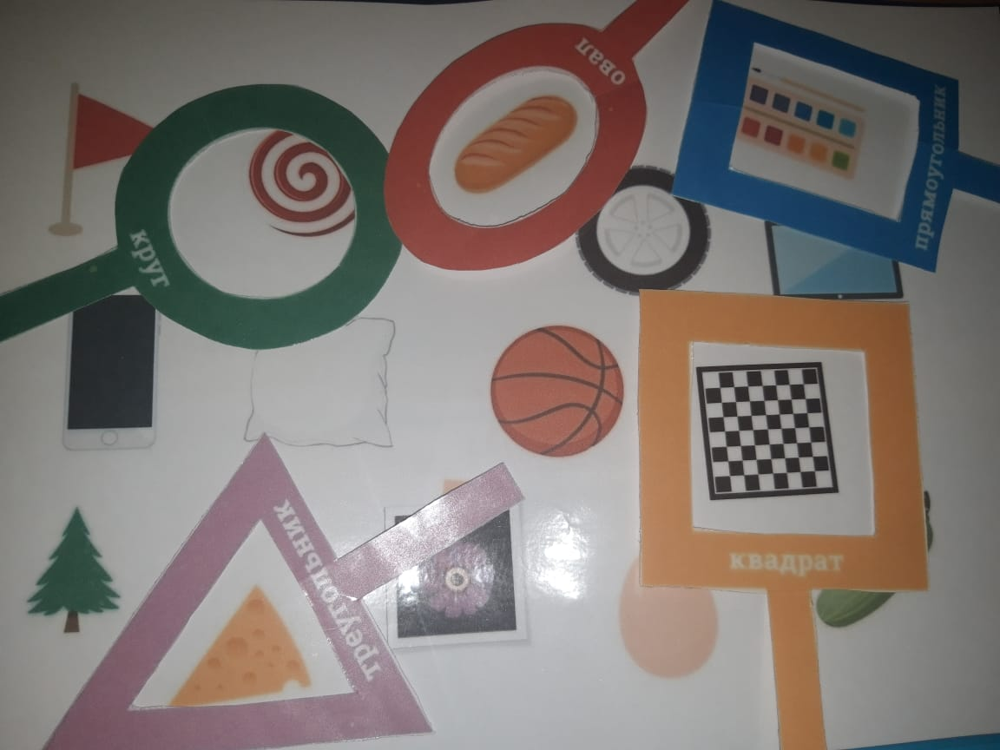 овал
прямоугольник
круг
треугольник
квадрат